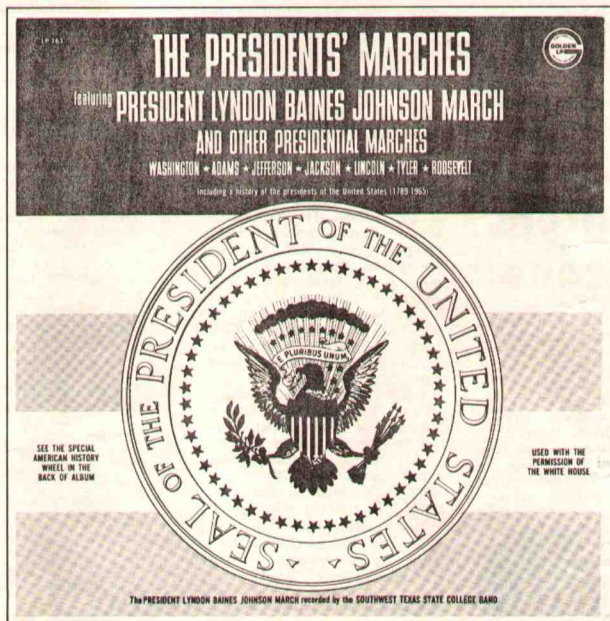 LP 163
GOLDEN
LP
THE PRESIDENTS' MARCHES
featuring PRESIDENT LYNDON BAINES JOHNSON MARCH
AND OTHER PRESIDENTIAL MARCHES
WASHINGTON ★ ADAMS ★ JEFFERSON ★ JACKSON ★ LINCOLN ★ TYLER ★ ROOSEVELT
Including a history of the presidents of the United States (1789-1965)
SEAL OF THE PRESIDENT OF THE UNITED STATES
E PLURIBUS UNUM
SEE THE SPECIAL
AMERICAN HISTORY
WHEEL IN THE
BACK OF ALBUM
USED WITH THE
PERMISSION OF
THE WHITE HOUSE
The PRESIDENT LYNDON BAINES JOHNSON MARCH recorded by the SOUTHWEST TEXAS STATE COLLEGE BAND